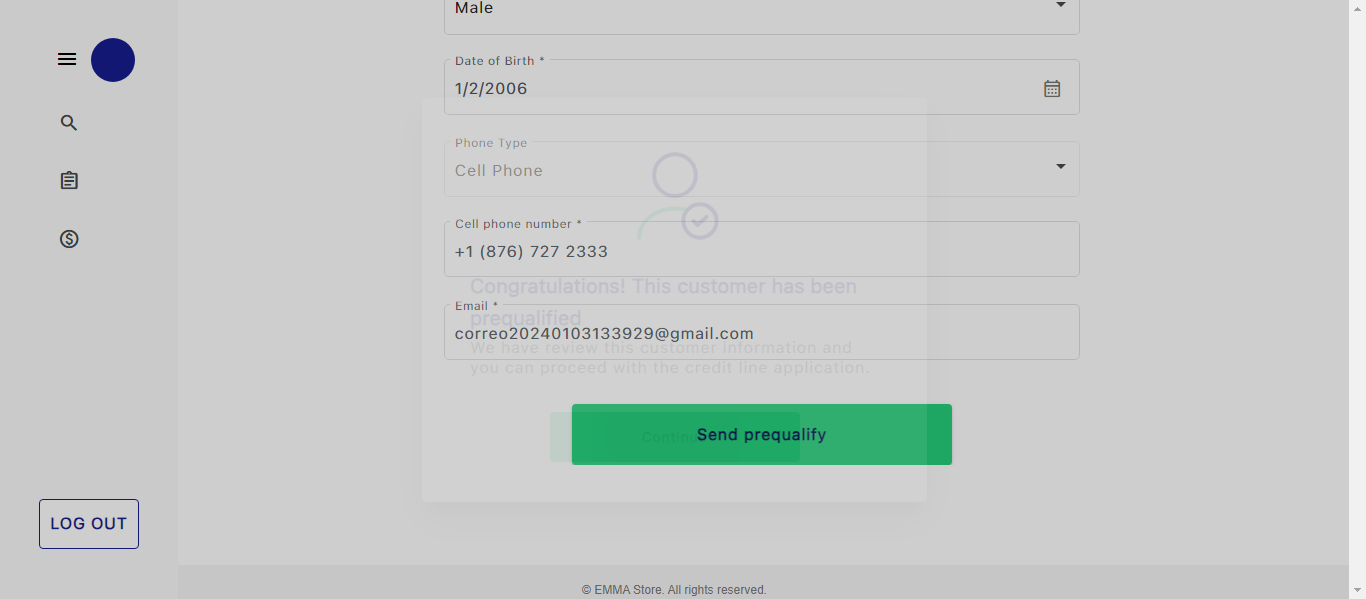 Male
Date of Birth *
1/2/2006
Phone Type
Cell Phone
Cell phone number *
+1 (876) 727 2333
Congratulations! This customer has been
prequalified
Email *
correo20240103133929@gmail.com
We have review this customer information and
you can proceed with the credit line application.
Continue
Send prequalify
LOG OUT
© EMMA Store. All rights reserved.